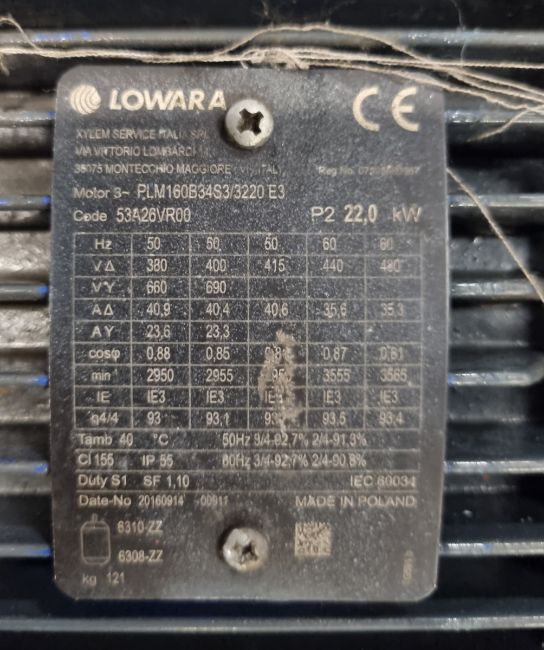 LOWARA CE
XYLEM SERVICE ITALIA SRL
VIA VITTORIO LOMBARDI
36075 MONTECCHIO MAGGIORE Reg No.
Motor 3~ PLM160B34S3/3220 E3
Code 53A26VR00 P2 22,0 kW
Hz 50 50 50 60 60
V Δ 380 400 415 440 460
V Y 660 690
A Δ 40,9 40,4 40,6 35,6 35,3
A Y 23,6 23,3
cosφ 0,88 0,85 0,87
min⁻¹ 2950 2955 3555 3565
IE IE3 IE3 IE3 IE3 IE3
η4/4 93 93,1 93,5 93,4
Tamb 40 °C 50Hz 3/4-92,7% 2/4-91,3%
Cl 155 IP 55 60Hz 3/4-92,7% 2/4-90,8%
Duty S1 SF 1,10 IEC 60034
Date-No 20160914 -00911 MADE IN POLAND
6310-ZZ
6308-ZZ
kg 121